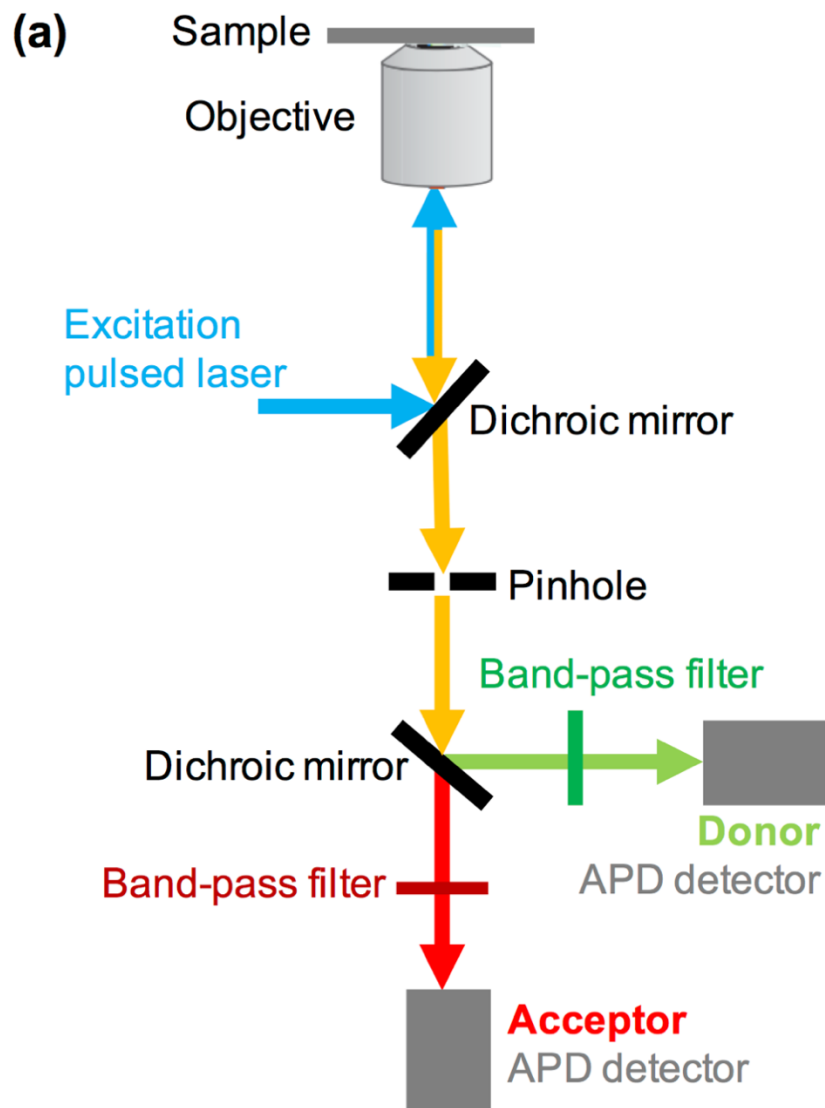 (a)
Sample
Objective
Excitation
pulsed laser
Dichroic mirror
Pinhole
Band-pass filter
Dichroic mirror
Donor
APD detector
Band-pass filter
Acceptor
APD detector